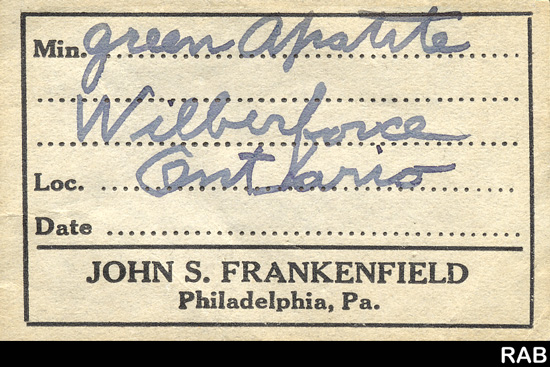 Min. green Apatite
Wilberforce
Loc. Ontario
Date
JOHN S. FRANKENFIELD
Philadelphia, Pa.
RAB